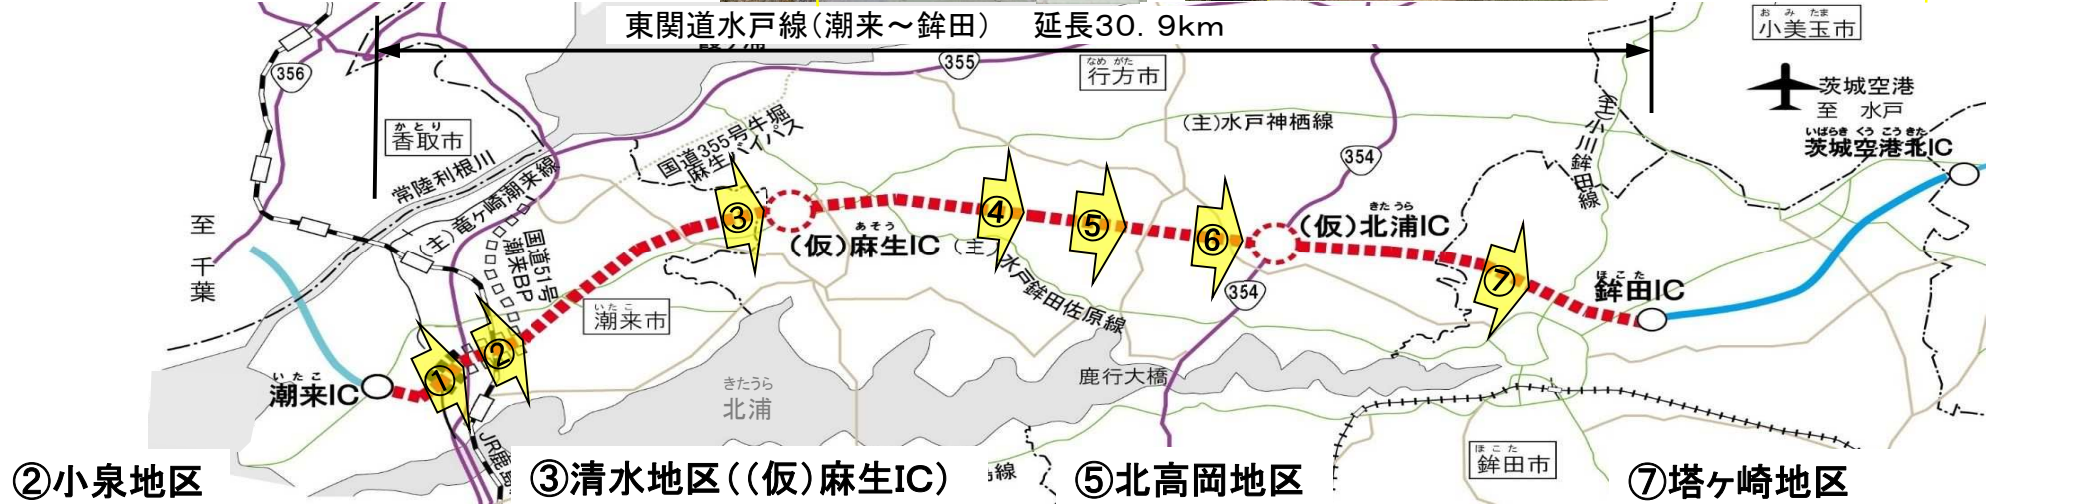 東関道水戸線(潮来～鉾田) 延長30.9km
お み たま
小美玉市
356
355
なめ がた
行方市
茨城空港
至 水戸
いばらき くう こう きた
茨城空港北IC
かとり
香取市
常陸利根川
(主)竜ヶ崎潮来線
国道355号牛堀
麻生バイパス
(主)水戸神栖線
354
(主)小川鉾田線
至
千
葉
国道51号
潮来BP
③
あそう
(仮)麻生IC
④
⑤
⑥
きたうら
(仮)北浦IC
⑦
(主)水戸鉾田佐原線
354
ほこた
鉾田IC
いたこ
潮来市
①
②
いたこ
潮来IC
きたうら
北浦
鹿行大橋
JR鹿島
線
ほこた
鉾田市
②小泉地区
③清水地区((仮)麻生IC)
⑤北高岡地区
⑦塔ヶ崎地区